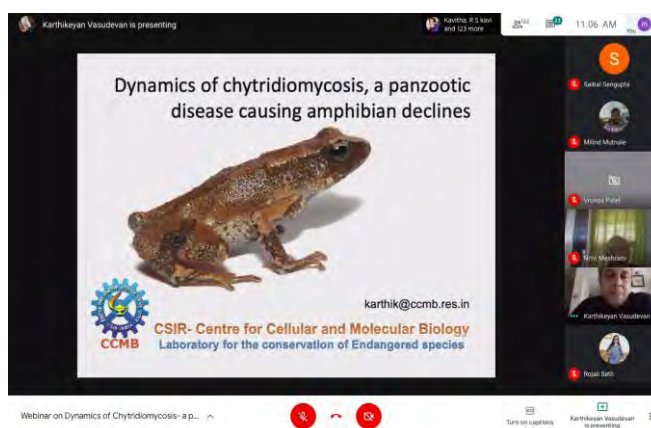 Karthikeyan Vasudevan is presenting
Kavitha, R S kavi
and 123 more
11:06 AM
You
Dynamics of chytridiomycosis, a panzootic
disease causing amphibian declines
karthik@ccmb.res.in
CCMB
CSIR- Centre for Cellular and Molecular Biology
Laboratory for the conservation of Endangered species
S
Saibal Sengupta
Milind Mutnale
Vrunsa Patel
Nitin Meshram
Karthikeyan Vasudevan
Rojali Seth
Webinar on Dynamics of Chytridiomycosis- a p...
Turn on captions
Karthikeyan Vasudevan
is presenting